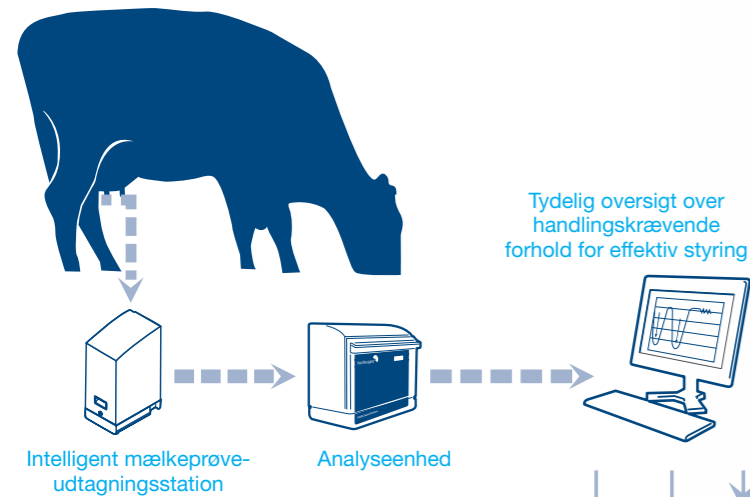 Tydelig oversigt over
handlingskrævende
forhold for effektiv styring
Intelligent mælkeprøve-
udtagningsstation
Analyseenhed